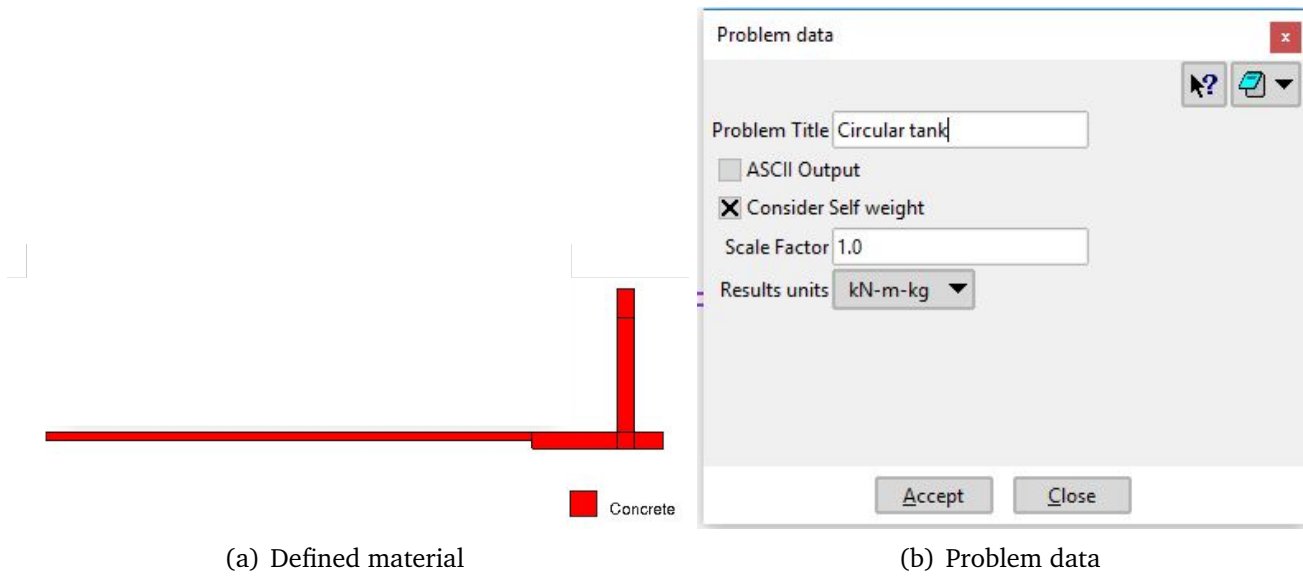 Concrete
(a) Defined material
Problem data
x
?
Problem Title Circular tank
ASCII Output
Consider Self weight
Scale Factor 1.0
Results units kN-m-kg
Accept Close
(b) Problem data